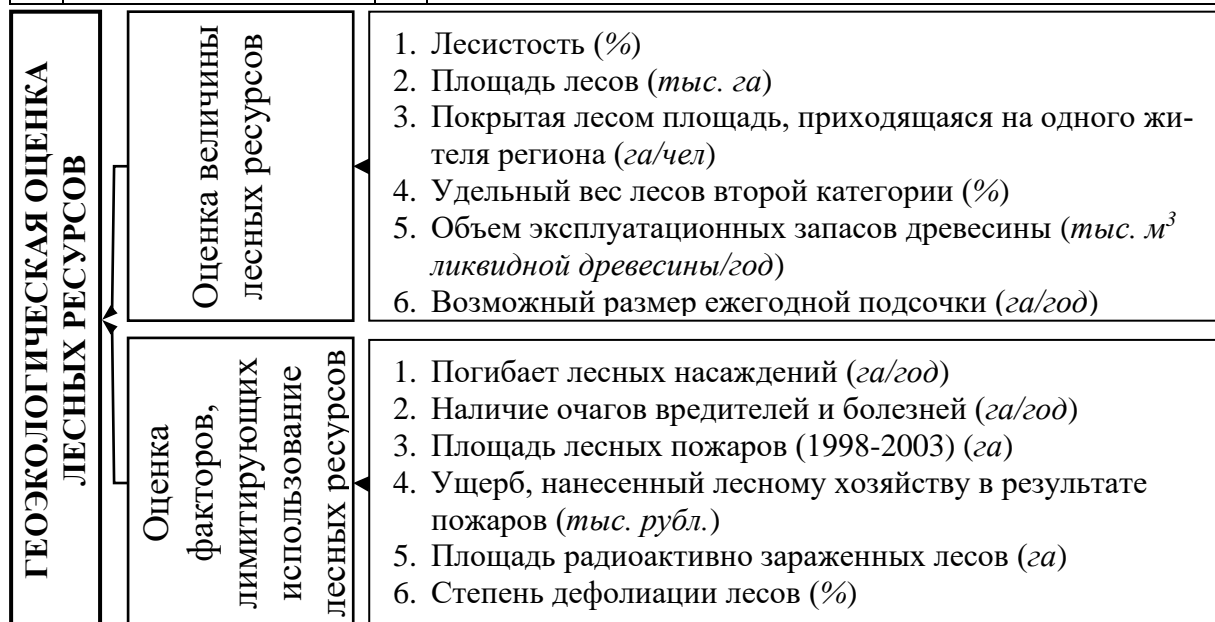 ГЕОЭКОЛОГИЧЕСКАЯ ОЦЕНКА
ЛЕСНЫХ РЕСУРСОВ
Оценка величины
лесных ресурсов
1. Лесистость (%)
2. Площадь лесов (тыс. га)
3. Покрытая лесом площадь, приходящаяся на одного жи-
теля региона (га/чел)
4. Удельный вес лесов второй категории (%)
5. Объем эксплуатационных запасов древесины (тыс. м³
ликвидной древесины/год)
6. Возможный размер ежегодной подсочки (га/год)
Оценка
факторов,
лимитирующих
использование
лесных ресурсов
1. Погибает лесных насаждений (га/год)
2. Наличие очагов вредителей и болезней (га/год)
3. Площадь лесных пожаров (1998-2003) (га)
4. Ущерб, нанесенный лесному хозяйству в результате
пожаров (тыс. рубл.)
5. Площадь радиоактивно зараженных лесов (га)
6. Степень дефолиации лесов (%)